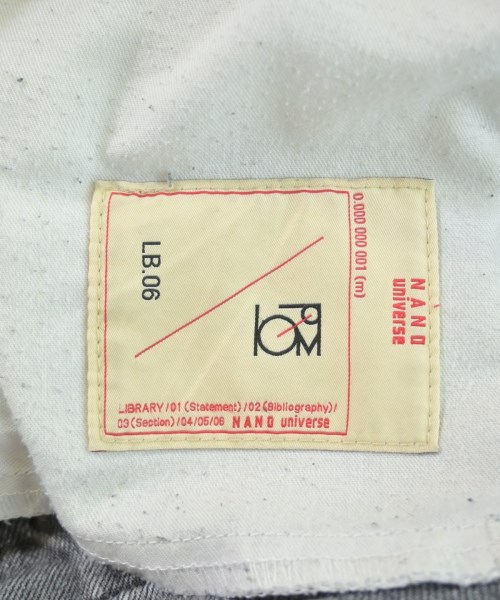 NANO
universe
0.000 000 001 (m)
LB.06
LIBRARY/01 (Statement)/02 (Bibliography)/
03 (Section)/04/05/06 NANO universe